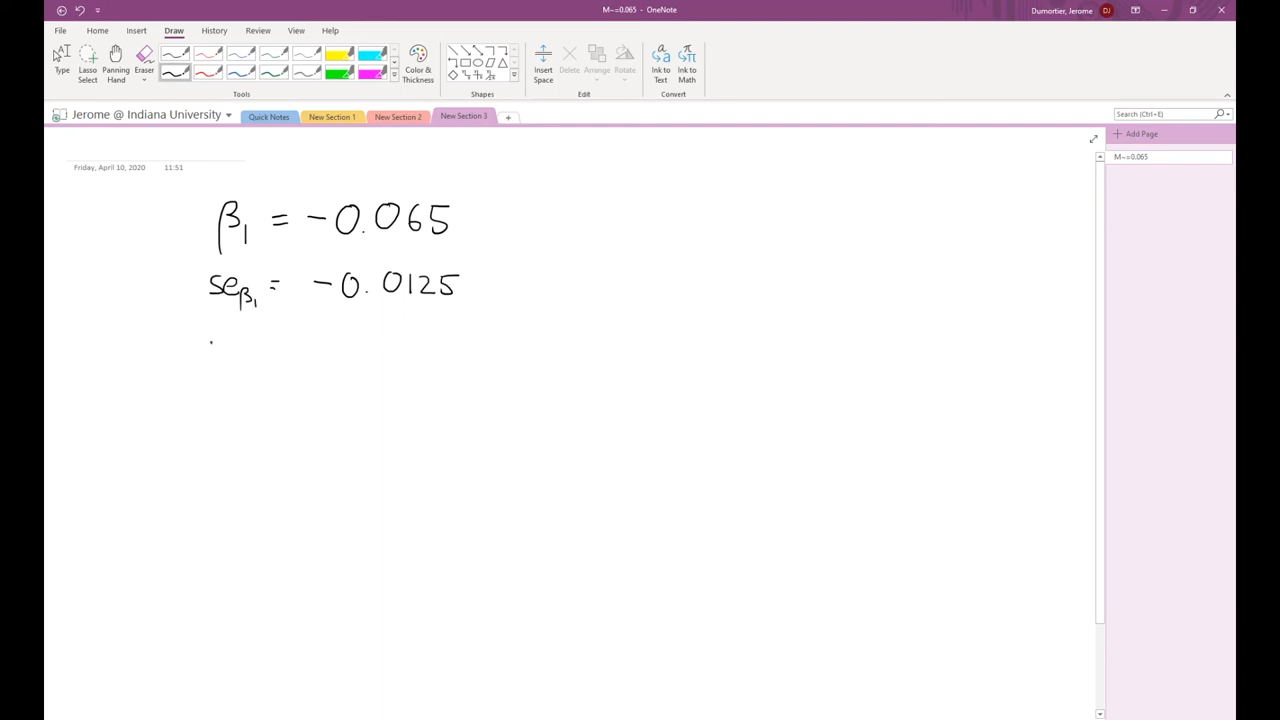 M~=0.065 - OneNote
Dumortier, Jerome DJ
File Home Insert Draw History Review View Help
Type
Lasso Select
Panning Hand
Eraser
Color & Thickness
Insert Space
Delete
Arrange
Rotate
Ink to Text
Ink to Math
Tools
Shapes
Edit
Convert
Jerome @ Indiana University
Quick Notes
New Section 1
New Section 2
New Section 3
Search (Ctrl+E)
Add Page
M~=0.065
Friday, April 10, 2020 11:51
β₁ = -0.065
se_β₁ = -0.0125